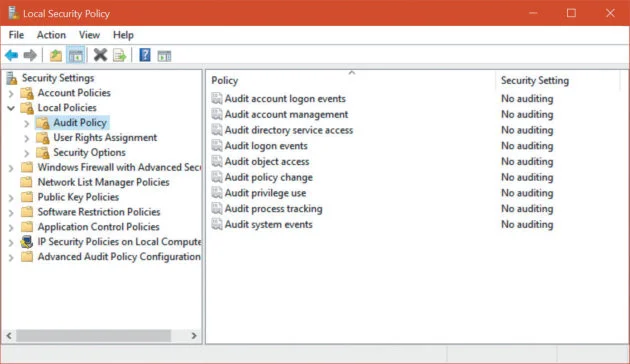 Local Security Policy
File Action View Help
Security Settings
Account Policies
Local Policies
Audit Policy
User Rights Assignment
Security Options
Windows Firewall with Advanced Secu
Network List Manager Policies
Public Key Policies
Software Restriction Policies
Application Control Policies
IP Security Policies on Local Compute
Advanced Audit Policy Configuration
Policy Security Setting
Audit account logon events No auditing
Audit account management No auditing
Audit directory service access No auditing
Audit logon events No auditing
Audit object access No auditing
Audit policy change No auditing
Audit privilege use No auditing
Audit process tracking No auditing
Audit system events No auditing